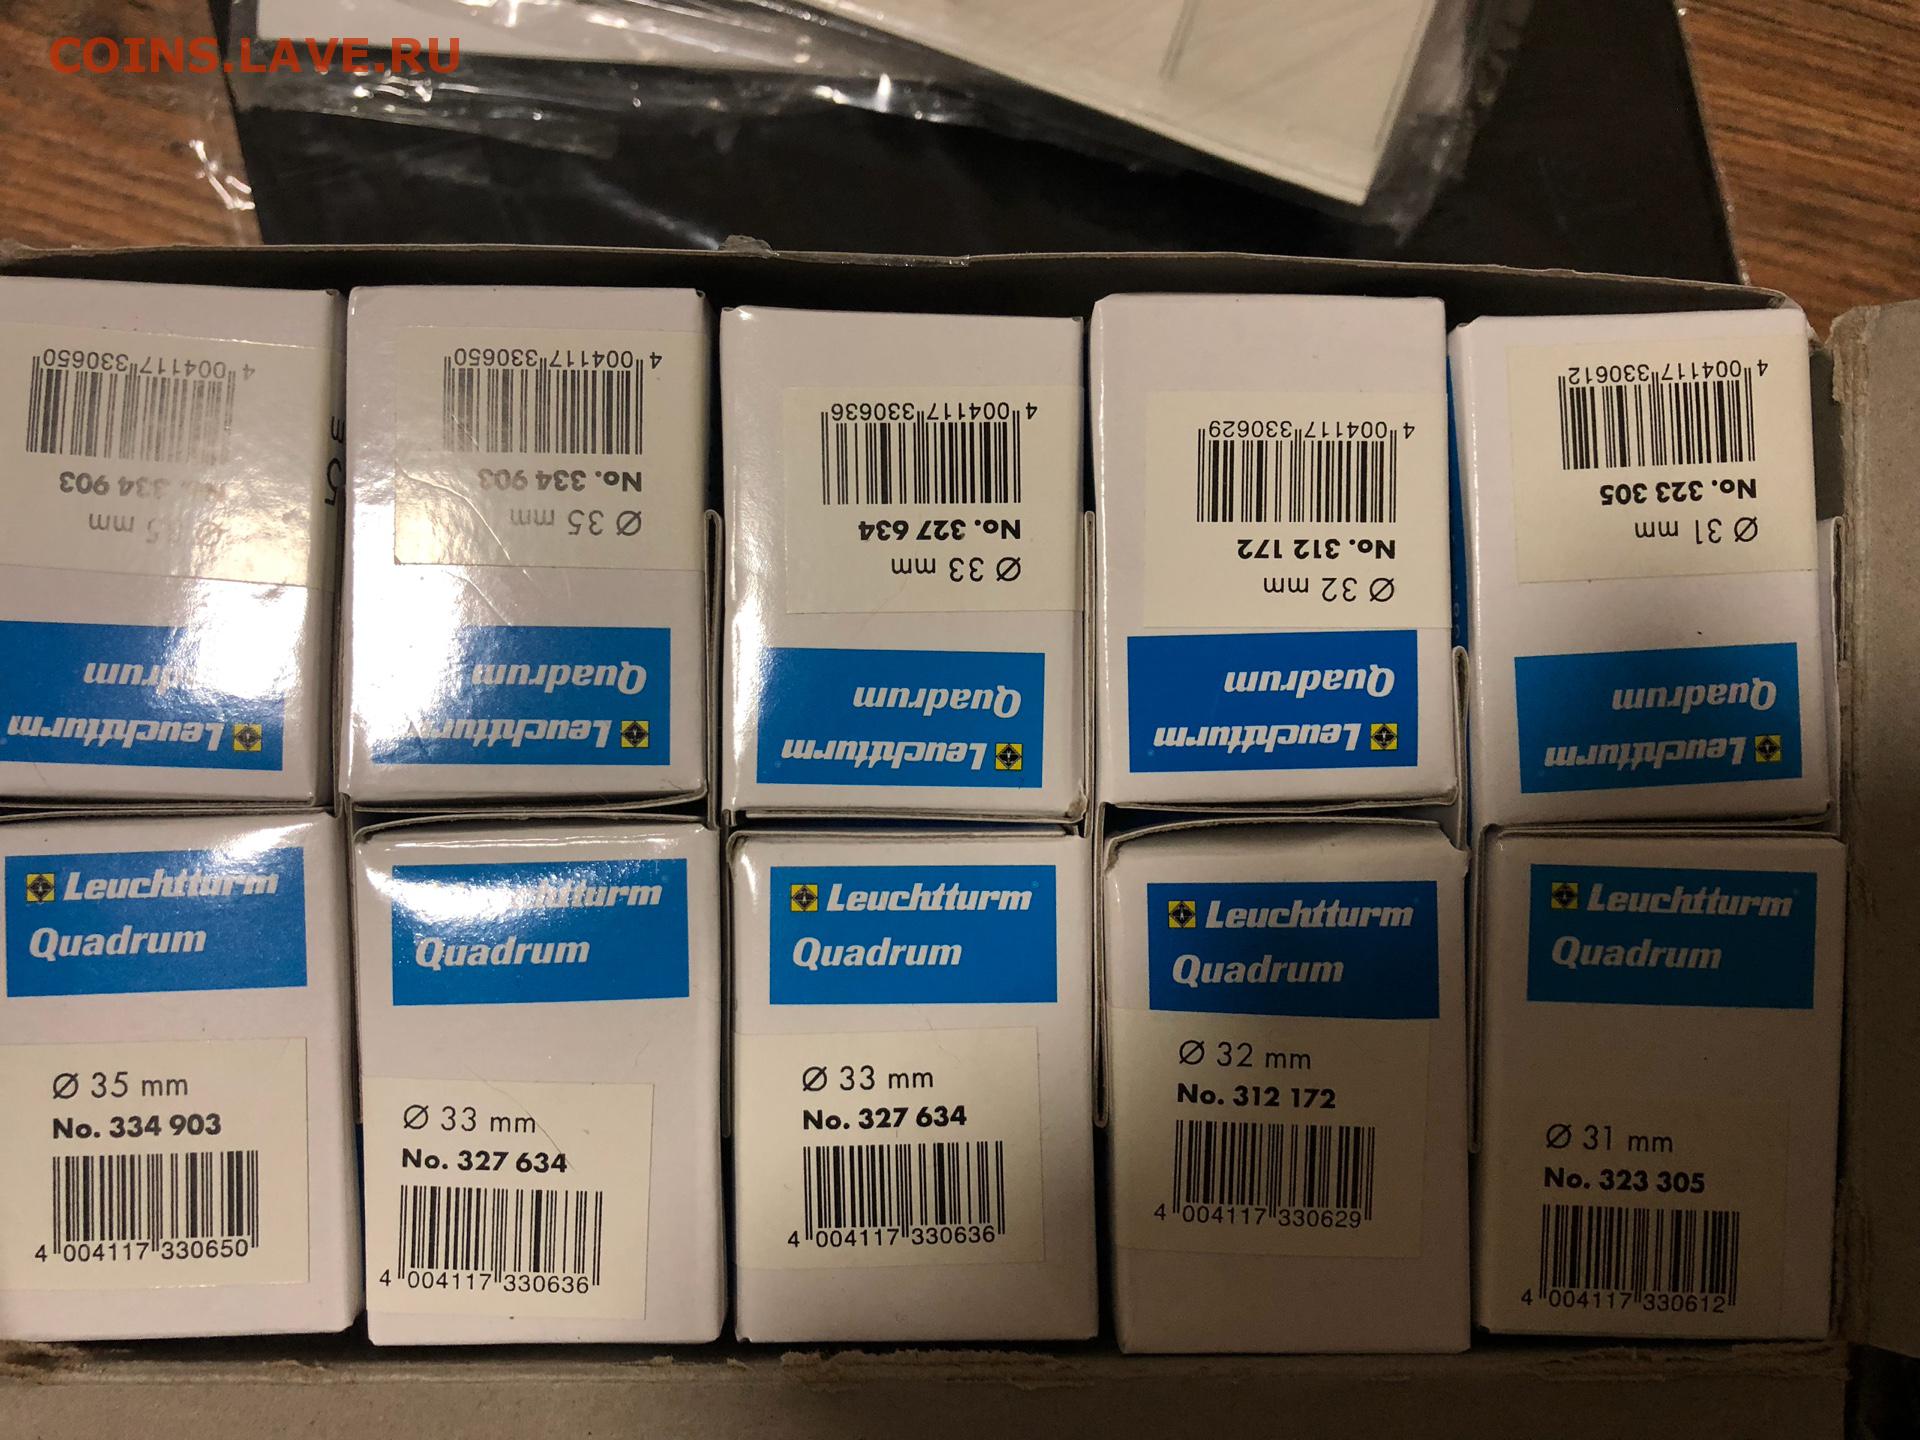 COINS.LAVE.RU
4 004117 330650
No. 334 903
Ø 35 mm
Quadrum
Leuchtturm
4 004117 330650
No. 334 903
Ø 35 mm
Quadrum
Leuchtturm
4 004117 330636
No. 327 634
Ø 33 mm
Quadrum
Leuchtturm
4 004117 330629
No. 312 172
Ø 32 mm
Quadrum
Leuchtturm
4 004117 330612
No. 323 305
Ø 31 mm
Quadrum
Leuchtturm
Leuchtturm
Quadrum
Ø 35 mm
No. 334 903
4 004117 330650
Leuchtturm
Quadrum
Ø 33 mm
No. 327 634
4 004117 330636
Leuchtturm
Quadrum
Ø 33 mm
No. 327 634
4 004117 330636
Leuchtturm
Quadrum
Ø 32 mm
No. 312 172
4 004117 330629
Leuchtturm
Quadrum
Ø 31 mm
No. 323 305
4 004117 330612